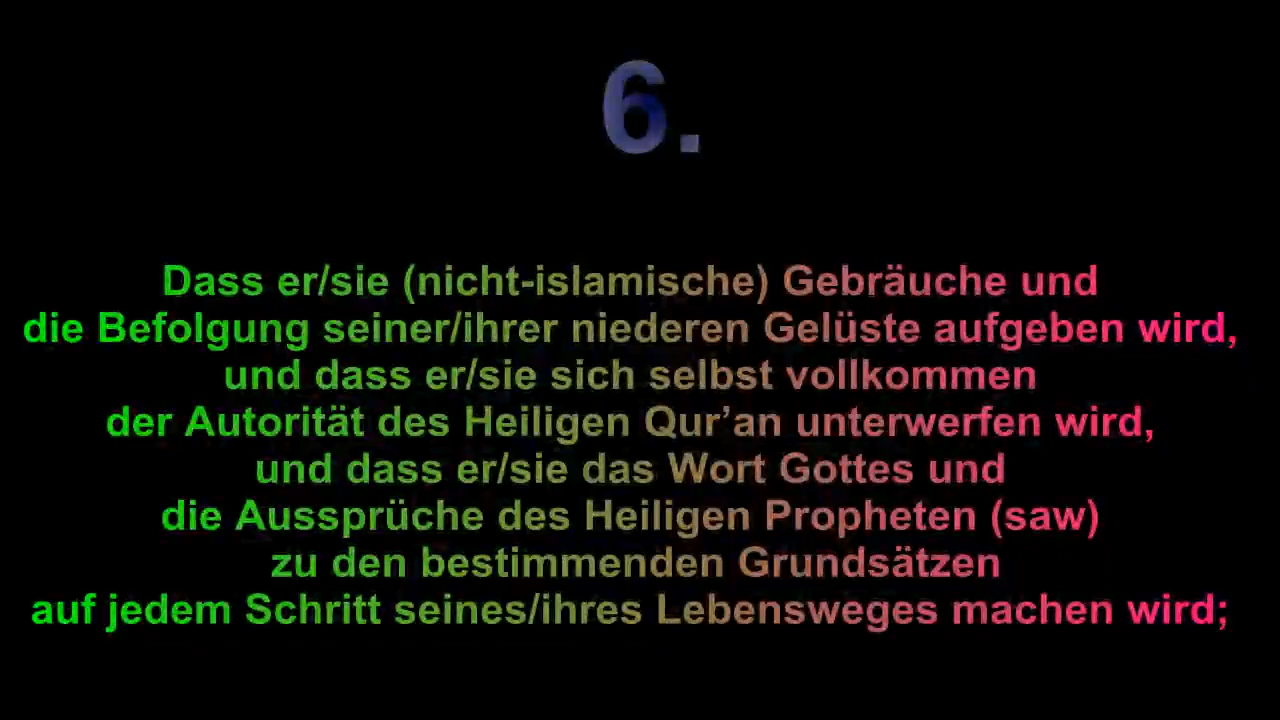 6.
Dass er/sie (nicht-islamische) Gebräuche und
die Befolgung seiner/ihrer niederen Gelüste aufgeben wird,
und dass er/sie sich selbst vollkommen
der Autorität des Heiligen Qur’an unterwerfen wird,
und dass er/sie das Wort Gottes und
die Aussprüche des Heiligen Propheten (saw)
zu den bestimmenden Grundsätzen
auf jedem Schritt seines/ihres Lebensweges machen wird;